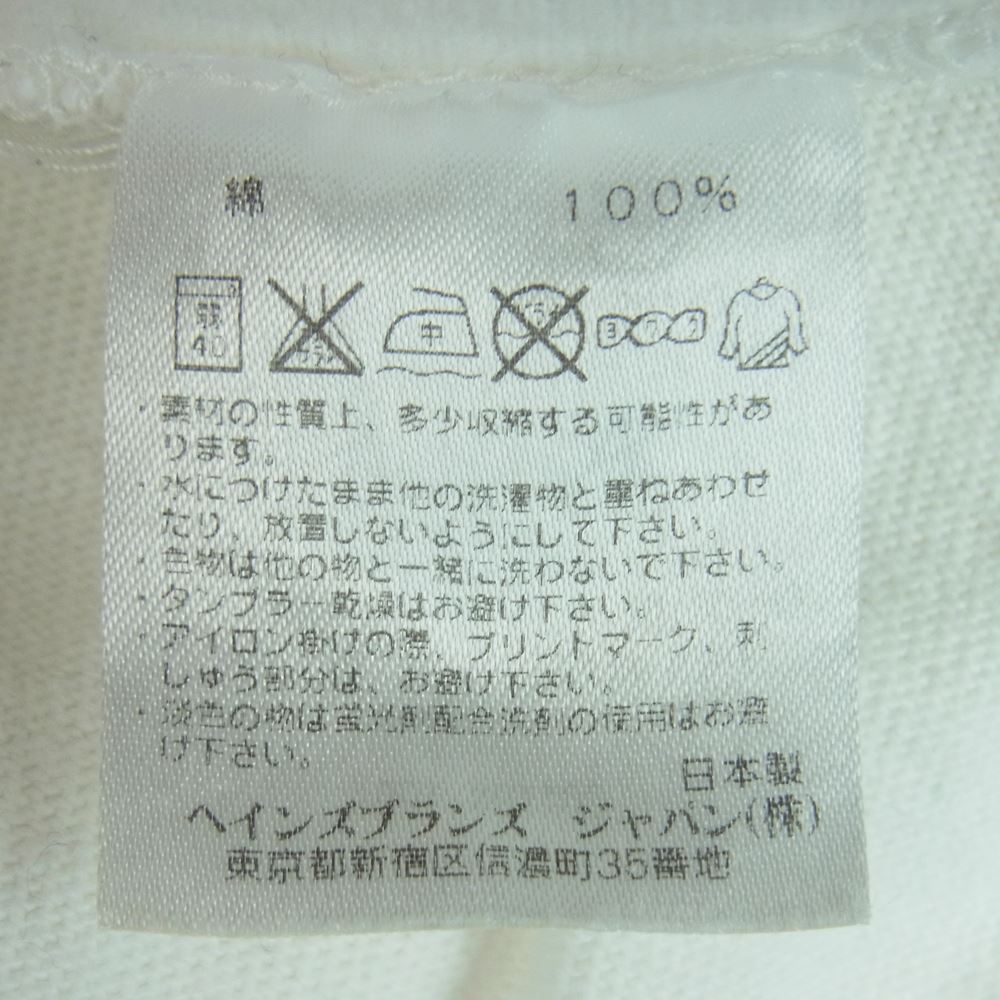 綿 100%
弱 40 中
・素材の性質上、多少収縮する可能性があ
ります。
・水につけたまま他の洗濯物と重ねあわせ
たり、放置しないようにして下さい。
・色物は他の物と一緒に洗わないで下さい。
・タンブラー乾燥はお避け下さい。
・アイロン掛けの際、プリントマーク、刺
しゅう部分は、お避け下さい。
・淡色の物は蛍光剤配合洗剤の使用はお避
け下さい。
日本製
ヘインズブランズ ジャパン(株)
東京都新宿区信濃町35番地